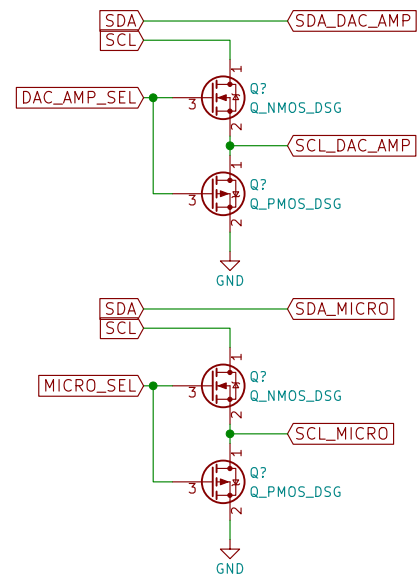 SDA SDA_DAC_AMP
SCL
1
Q?
DAC_AMP_SEL 3 Q_NMOS_DSG
2
SCL_DAC_AMP
1
Q?
3 Q_PMOS_DSG
2
GND
SDA SDA_MICRO
SCL
1
Q?
MICRO_SEL 3 Q_NMOS_DSG
2
SCL_MICRO
1
Q?
3 Q_PMOS_DSG
2
GND